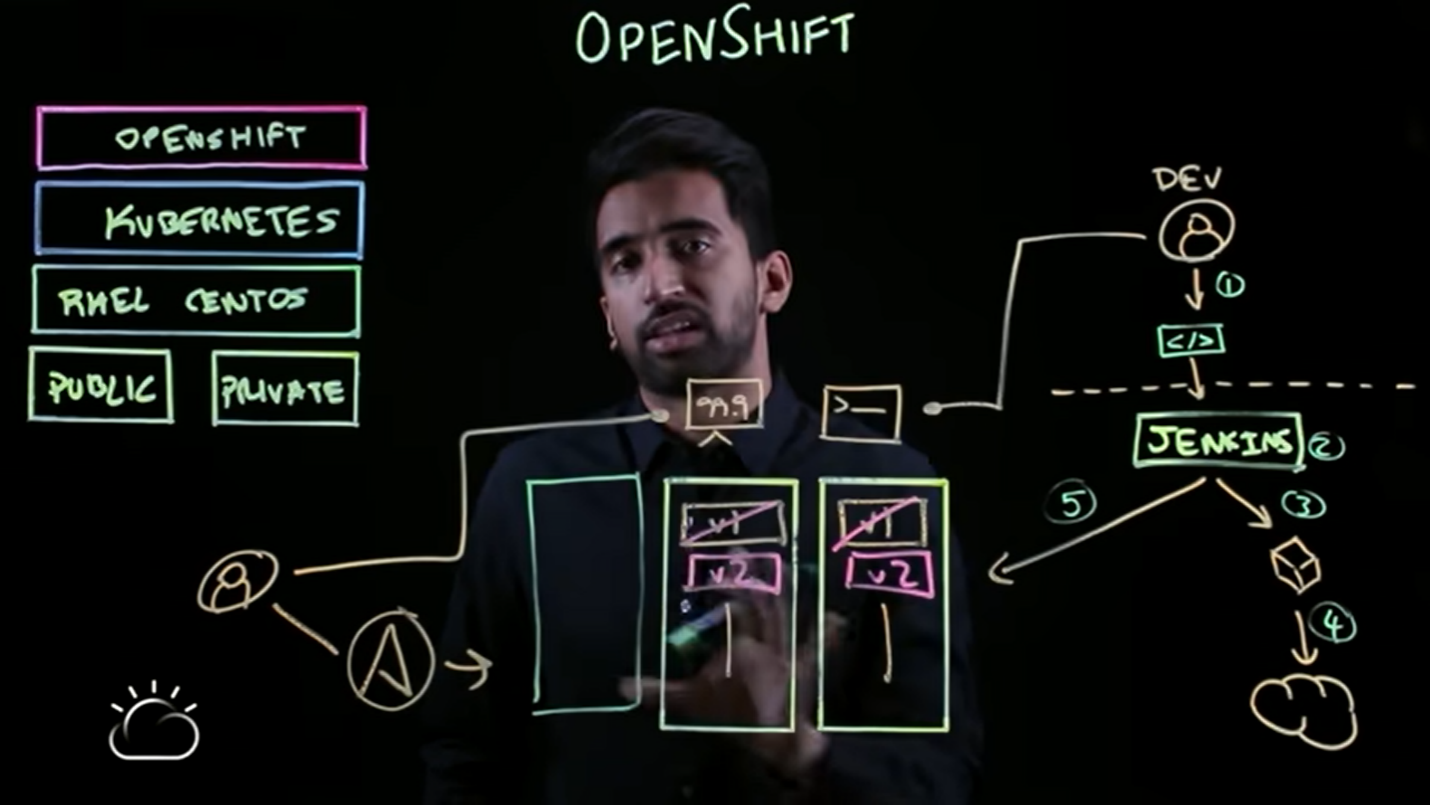 OPENSHIFT
OPENSHIFT
KUBERNETES
RHEL CENTOS
PUBLIC PRIVATE
DEV
1
</>
99.9
>_
JENKINS 2
v1
v2
v1
v2
5
3
4
A